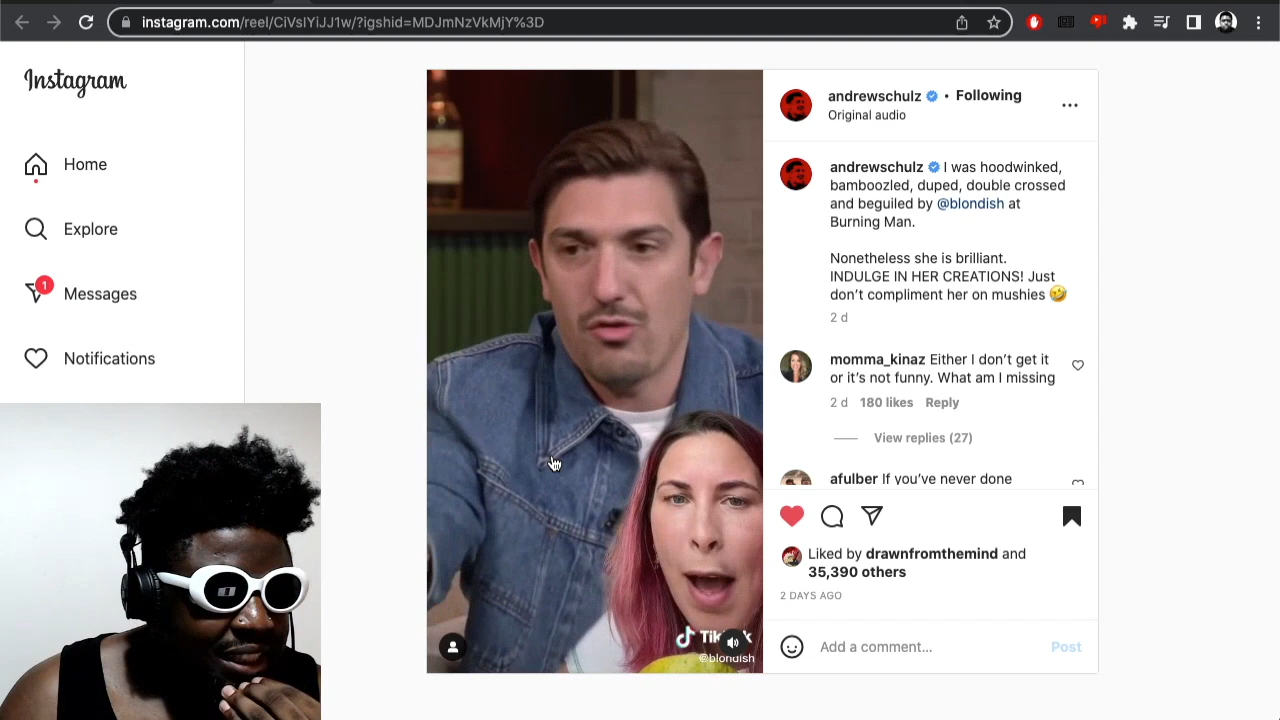 instagram.com/reel/CiVslYiJJ1w/?igshid=MDJmNzVkMjY%3D
Instagram
Home
Explore
1
Messages
Notifications
andrewschulz • Following
Original audio
andrewschulz I was hoodwinked,
bamboozled, duped, double crossed
and beguiled by @blondish at
Burning Man.
Nonetheless she is brilliant.
INDULGE IN HER CREATIONS! Just
don’t compliment her on mushies 🤣
2 d
momma_kinaz Either I don’t get it
or it’s not funny. What am I missing
2 d 180 likes Reply
View replies (27)
afulber If you’ve never done
Liked by drawnfromthemind and
35,390 others
2 DAYS AGO
Add a comment... Post
@blondish